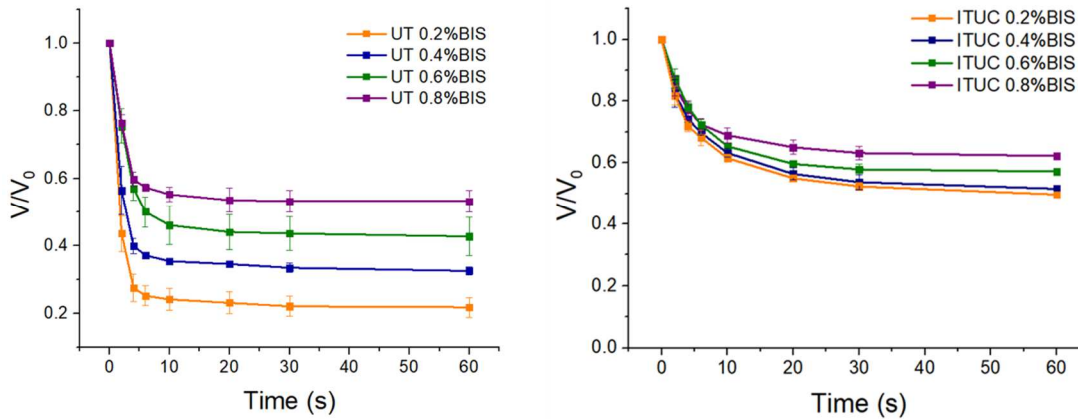 UT 0.2%BIS
UT 0.4%BIS
UT 0.6%BIS
UT 0.8%BIS
1.0
0.8
0.6
0.4
0.2
V/V0
0 10 20 30 40 50 60
Time (s)
ITUC 0.2%BIS
ITUC 0.4%BIS
ITUC 0.6%BIS
ITUC 0.8%BIS
1.0
0.8
0.6
0.4
0.2
0.0
V/V0
0 10 20 30 40 50 60
Time (s)